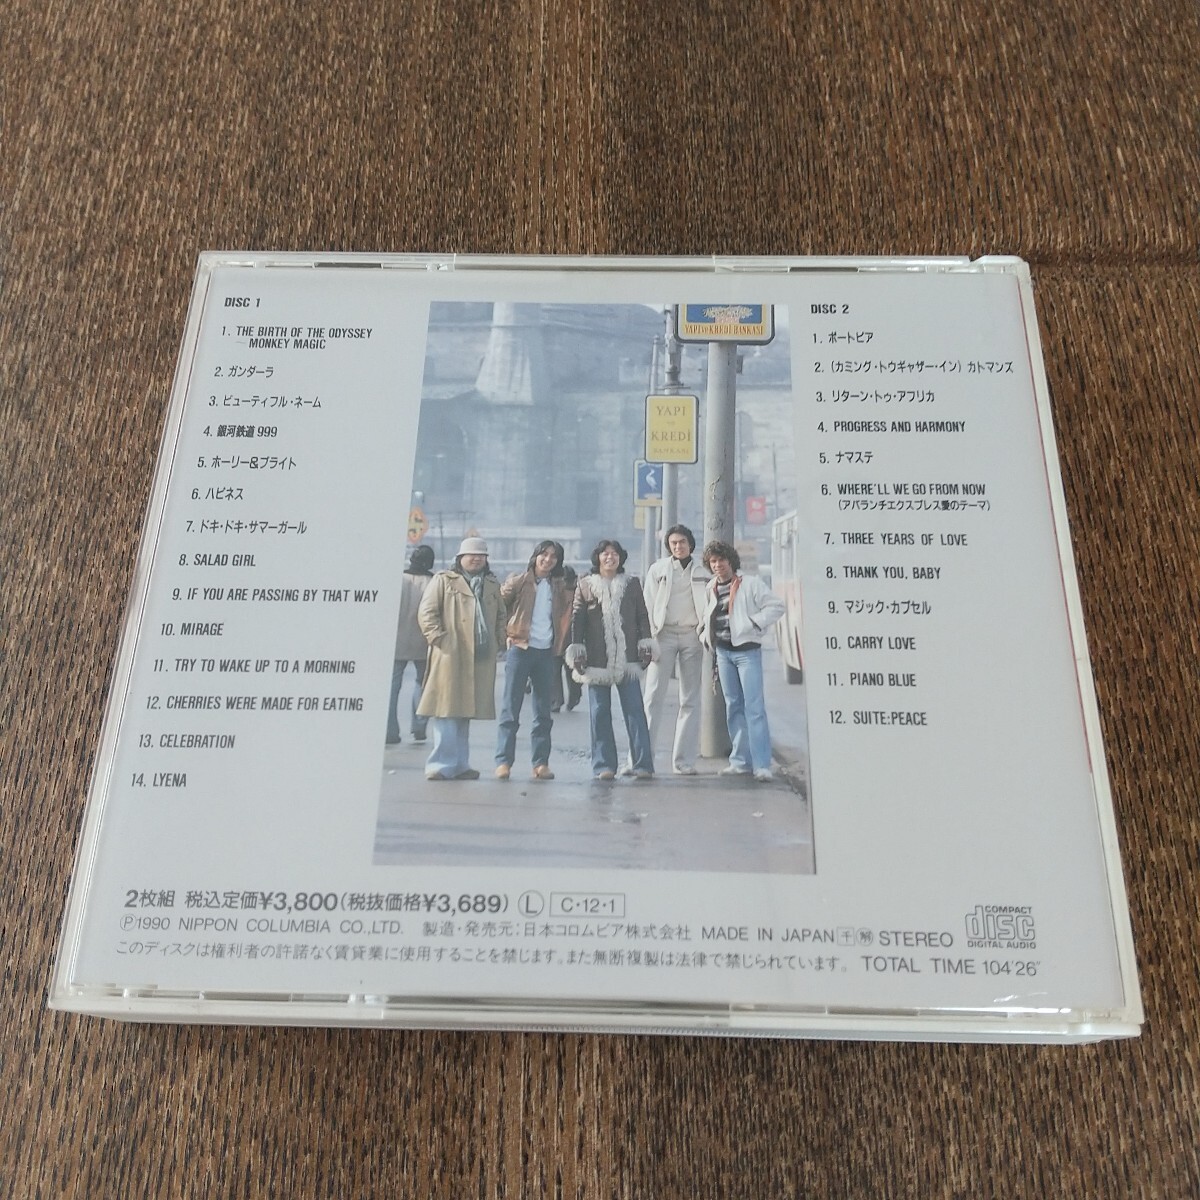 DISC 1
1. THE BIRTH OF THE ODYSSEY
～MONKEY MAGIC
2. ガンダーラ
3. ビューティフル・ネーム
4. 銀河鉄道 999
5. ホーリー&ブライト
6. ハピネス
7. ドキ・ドキ・サマーガール
8. SALAD GIRL
9. IF YOU ARE PASSING BY THAT WAY
10. MIRAGE
11. TRY TO WAKE UP TO A MORNING
12. CHERRIES WERE MADE FOR EATING
13. CELEBRATION
14. LYENA
YAPI ve KREDİ BANKASI
YAPI
ve
KREDİ
BANKASI
DISC 2
1. ポートピア
2. (カミング・トゥギャザー・イン) カトマンズ
3. リターン・トゥ・アフリカ
4. PROGRESS AND HARMONY
5. ナマステ
6. WHERE'LL WE GO FROM NOW
(アバランチエクスプレス愛のテーマ)
7. THREE YEARS OF LOVE
8. THANK YOU, BABY
9. マジック・カプセル
10. CARRY LOVE
11. PIANO BLUE
12. SUITE:PEACE
2枚組 税込定価¥3,800(税抜価格¥3,689) Ⓛ C・12・1
Ⓟ1990 NIPPON COLUMBIA CO.,LTD. 製造・発売元:日本コロムビア株式会社 MADE IN JAPAN 干 解 STEREO
COMPACT
disc
DIGITAL AUDIO
このディスクは権利者の許諾なく賃貸業に使用することを禁じます。また無断複製は法律で禁じられています。 TOTAL TIME 104'26"